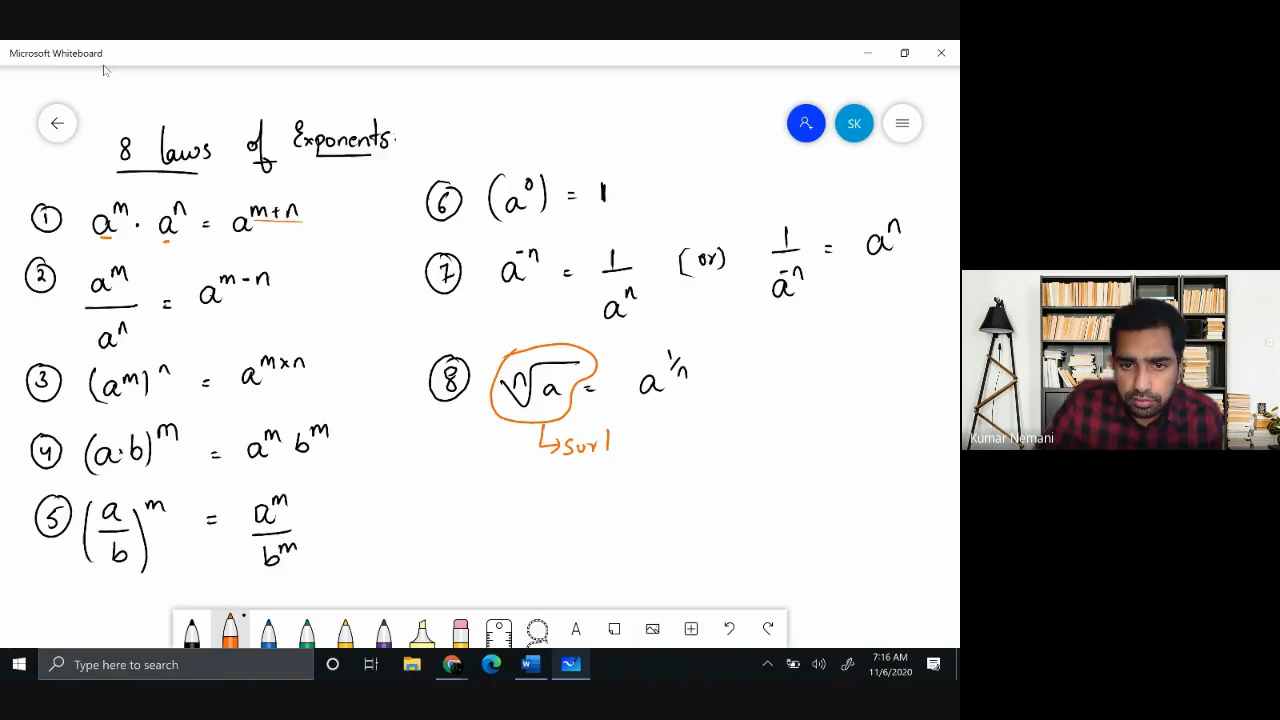 Microsoft Whiteboard
SK
8 laws of Exponents:
① a^m · a^n = a^(m+n)
② a^m / a^n = a^(m-n)
③ (a^m)^n = a^(m×n)
④ (a·b)^m = a^m b^m
⑤ (a/b)^m = a^m / b^m
⑥ (a^0) = 1
⑦ a^-n = 1/a^n (or) 1/a^-n = a^n
⑧ ⁿ√a = a^(1/n)
Kumar Nemani
A
Type here to search
7:16 AM
11/6/2020